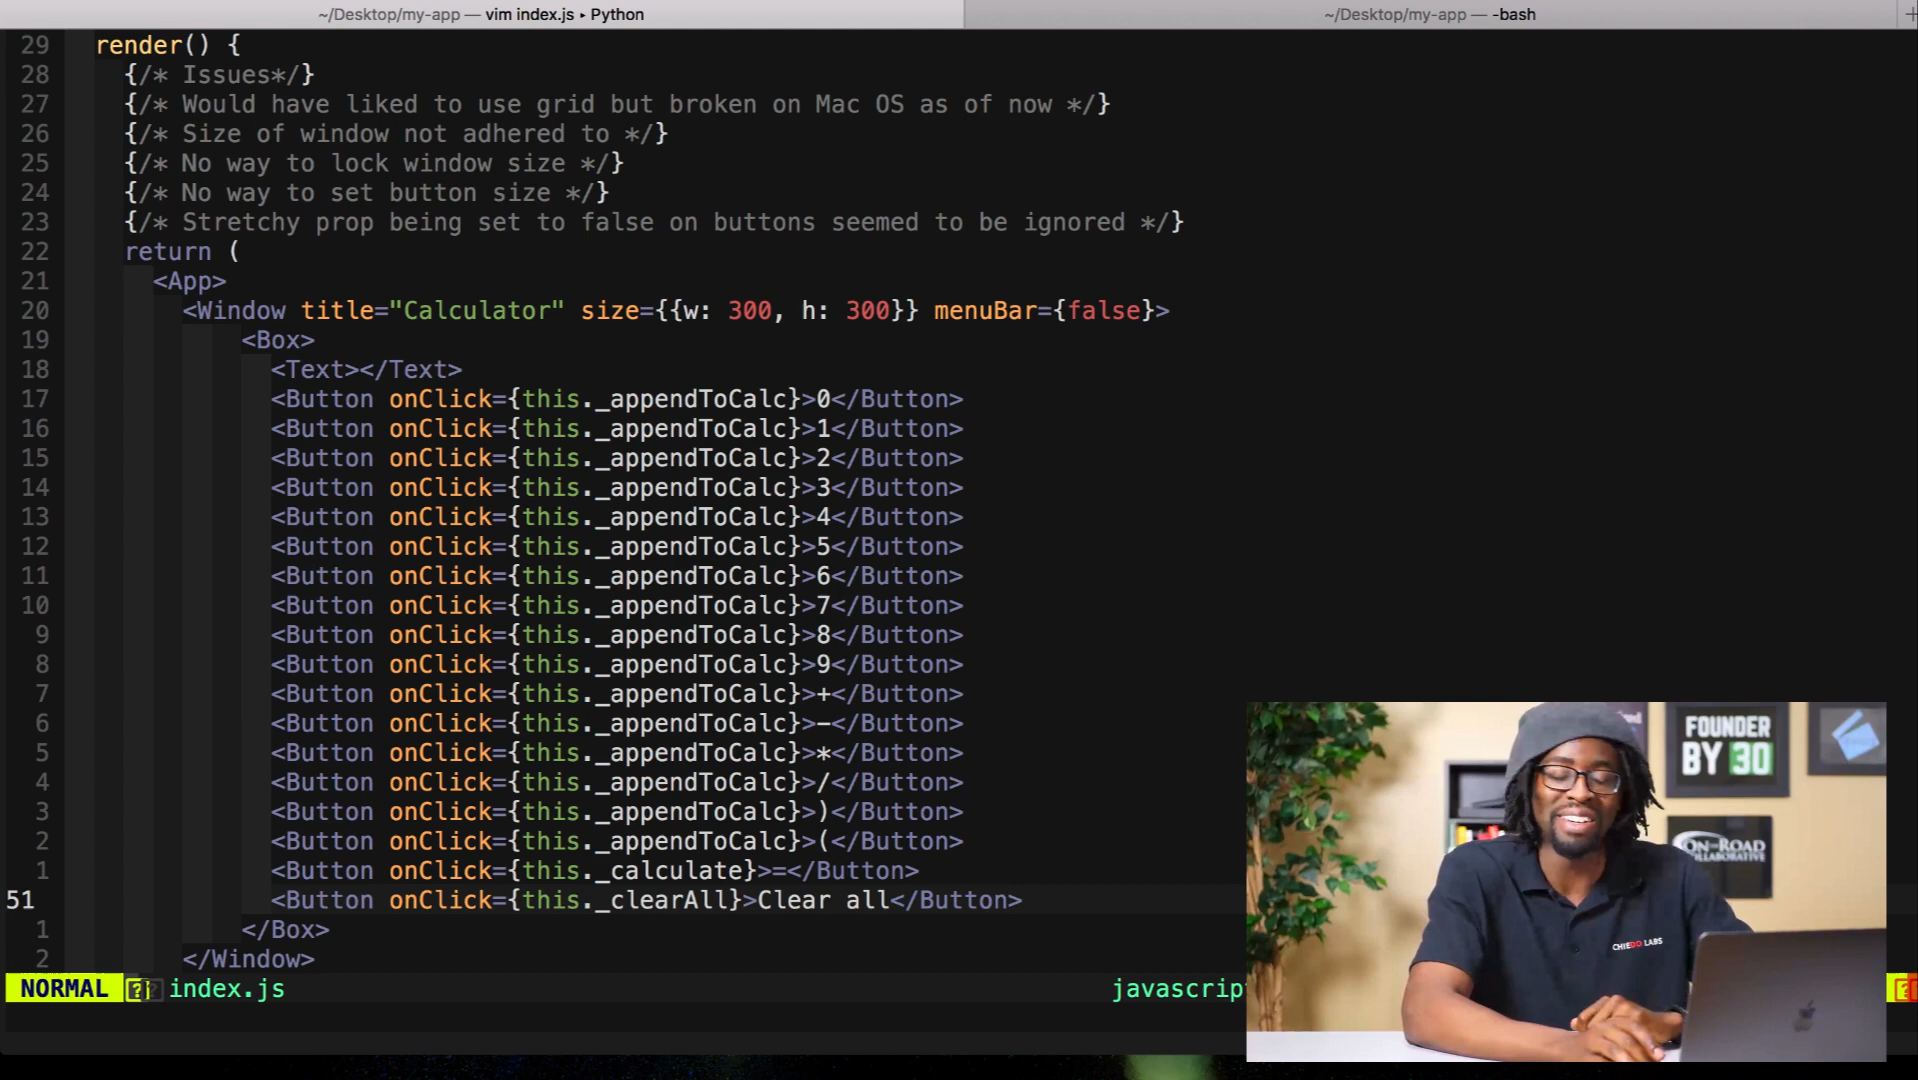 ~/Desktop/my-app — vim index.js ▸ Python
~/Desktop/my-app — -bash
29 render() {
28 {/* Issues*/}
27 {/* Would have liked to use grid but broken on Mac OS as of now */}
26 {/* Size of window not adhered to */}
25 {/* No way to lock window size */}
24 {/* No way to set button size */}
23 {/* Stretchy prop being set to false on buttons seemed to be ignored */}
22 return (
21 <App>
20 <Window title="Calculator" size={{w: 300, h: 300}} menuBar={false}>
19 <Box>
18 <Text></Text>
17 <Button onClick={this._appendToCalc}>0</Button>
16 <Button onClick={this._appendToCalc}>1</Button>
15 <Button onClick={this._appendToCalc}>2</Button>
14 <Button onClick={this._appendToCalc}>3</Button>
13 <Button onClick={this._appendToCalc}>4</Button>
12 <Button onClick={this._appendToCalc}>5</Button>
11 <Button onClick={this._appendToCalc}>6</Button>
10 <Button onClick={this._appendToCalc}>7</Button>
9 <Button onClick={this._appendToCalc}>8</Button>
8 <Button onClick={this._appendToCalc}>9</Button>
7 <Button onClick={this._appendToCalc}>+</Button>
6 <Button onClick={this._appendToCalc}>-</Button>
5 <Button onClick={this._appendToCalc}>*</Button>
4 <Button onClick={this._appendToCalc}>/</Button>
3 <Button onClick={this._appendToCalc}>)</Button>
2 <Button onClick={this._appendToCalc}>(</Button>
1 <Button onClick={this._calculate}>=</Button>
51 <Button onClick={this._clearAll}>Clear all</Button>
1 </Box>
2 </Window>
NORMAL index.js javascrip
FOUNDER
BY 30
ON-ROAD
CHIEDO LABS